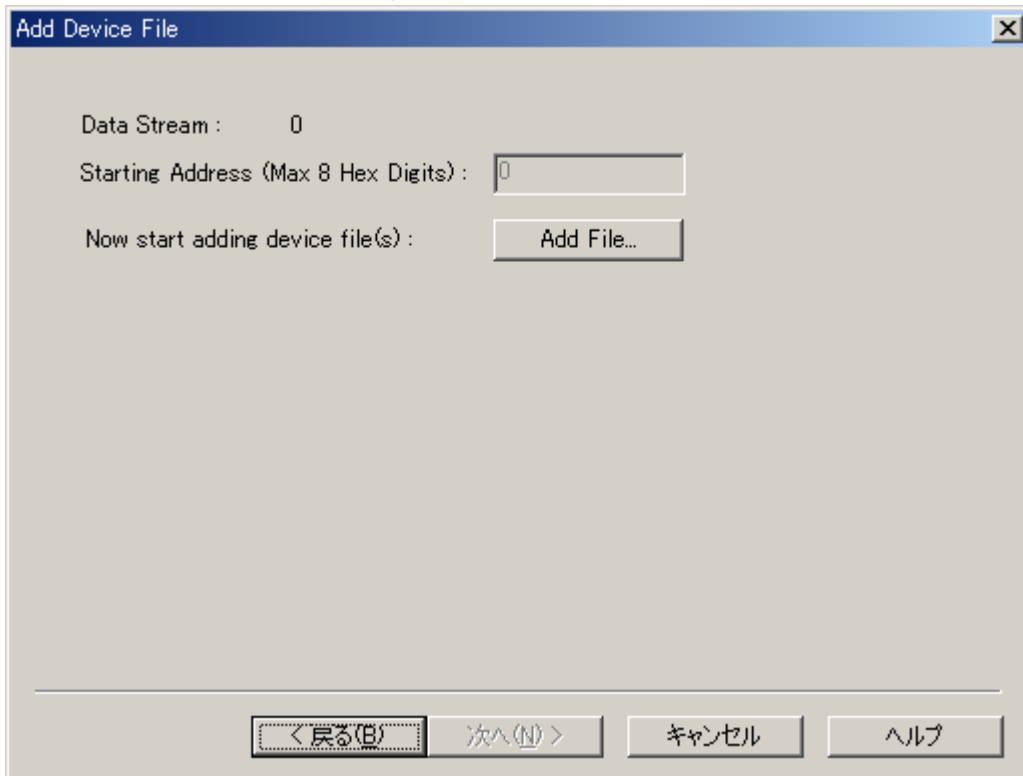 Add Device File
Data Stream : 0
Starting Address (Max 8 Hex Digits) : 0
Now start adding device file(s) : Add File...
< 戻る(B) 次へ(N) > キャンセル ヘルプ